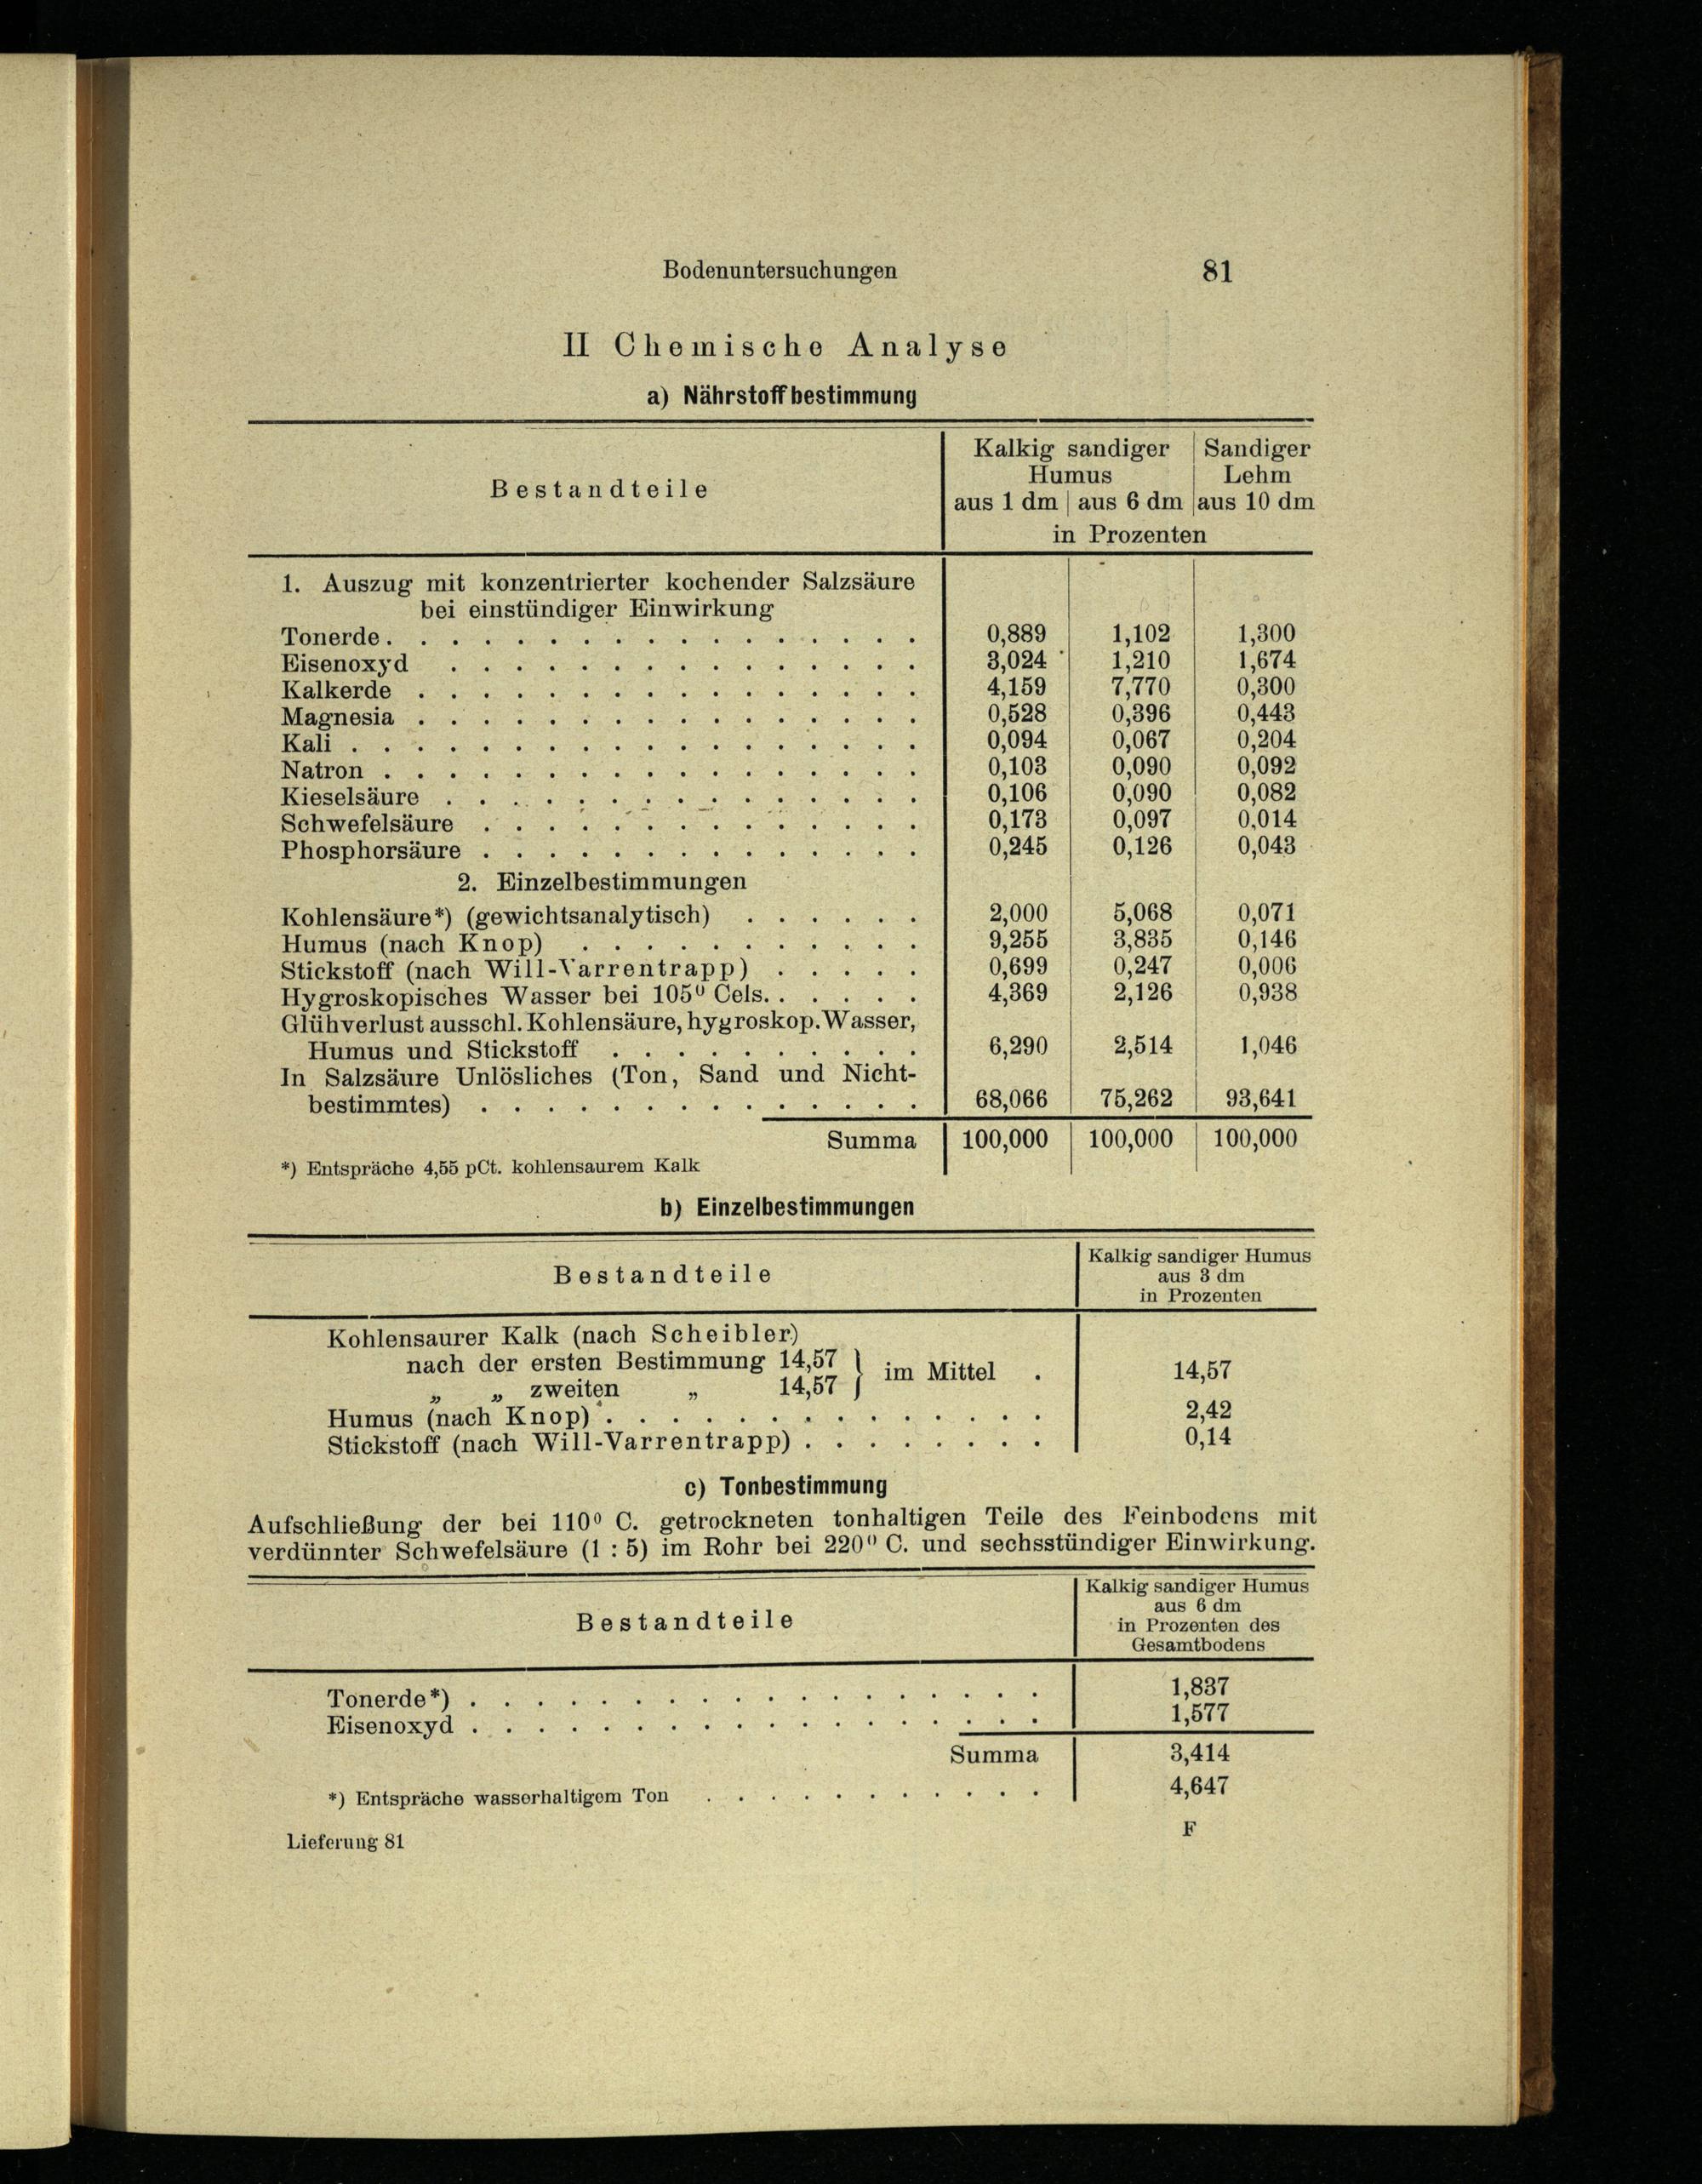 Bodenuntersuchungen 81
II Chemische Analyse
a) Nährstoffbestimmung
Bestandteile
Kalkig sandiger Humus | Sandiger Lehm
aus 1 dm | aus 6 dm | aus 10 dm
in Prozenten
1. Auszug mit konzentrierter kochender Salzsäure
bei einstündiger Einwirkung
Tonerde . . . 0,889 1,102 1,300
Eisenoxyd . . . 3,024 1,210 1,674
Kalkerde . . . 4,159 7,770 0,300
Magnesia . . . 0,528 0,396 0,443
Kali . . . 0,094 0,067 0,204
Natron . . . 0,103 0,090 0,092
Kieselsäure . . . 0,106 0,090 0,082
Schwefelsäure . . . 0,173 0,097 0,014
Phosphorsäure . . . 0,245 0,126 0,043
2. Einzelbestimmungen
Kohlensäure*) (gewichtsanalytisch) . . . 2,000 5,068 0,071
Humus (nach Knop) . . . 9,255 3,835 0,146
Stickstoff (nach Will-Varrentrapp) . . . 0,699 0,247 0,006
Hygroskopisches Wasser bei 105⁰ Cels. . . . 4,369 2,126 0,938
Glühverlust ausschl. Kohlensäure, hygroskop. Wasser,
Humus und Stickstoff . . . 6,290 2,514 1,046
In Salzsäure Unlösliches (Ton, Sand und Nicht-
bestimmtes) . . . 68,066 75,262 93,641
Summa 100,000 100,000 100,000
*) Entspräche 4,55 pCt. kohlensaurem Kalk
b) Einzelbestimmungen
Bestandteile
Kalkig sandiger Humus
aus 3 dm
in Prozenten
Kohlensaurer Kalk (nach Scheibler)
nach der ersten Bestimmung 14,57 } im Mittel . 14,57
„ „ zweiten „ 14,57 }
Humus (nach Knop) . . . 2,42
Stickstoff (nach Will-Varrentrapp) . . . 0,14
c) Tonbestimmung
Aufschließung der bei 110⁰ C. getrockneten tonhaltigen Teile des Feinbodens mit
verdünnter Schwefelsäure (1 : 5) im Rohr bei 220⁰ C. und sechsstündiger Einwirkung.
Bestandteile
Kalkig sandiger Humus
aus 6 dm
in Prozenten des
Gesamtbodens
Tonerde*) . . . 1,837
Eisenoxyd . . . 1,577
Summa 3,414
*) Entspräche wasserhaltigem Ton . . . 4,647
Lieferung 81 F